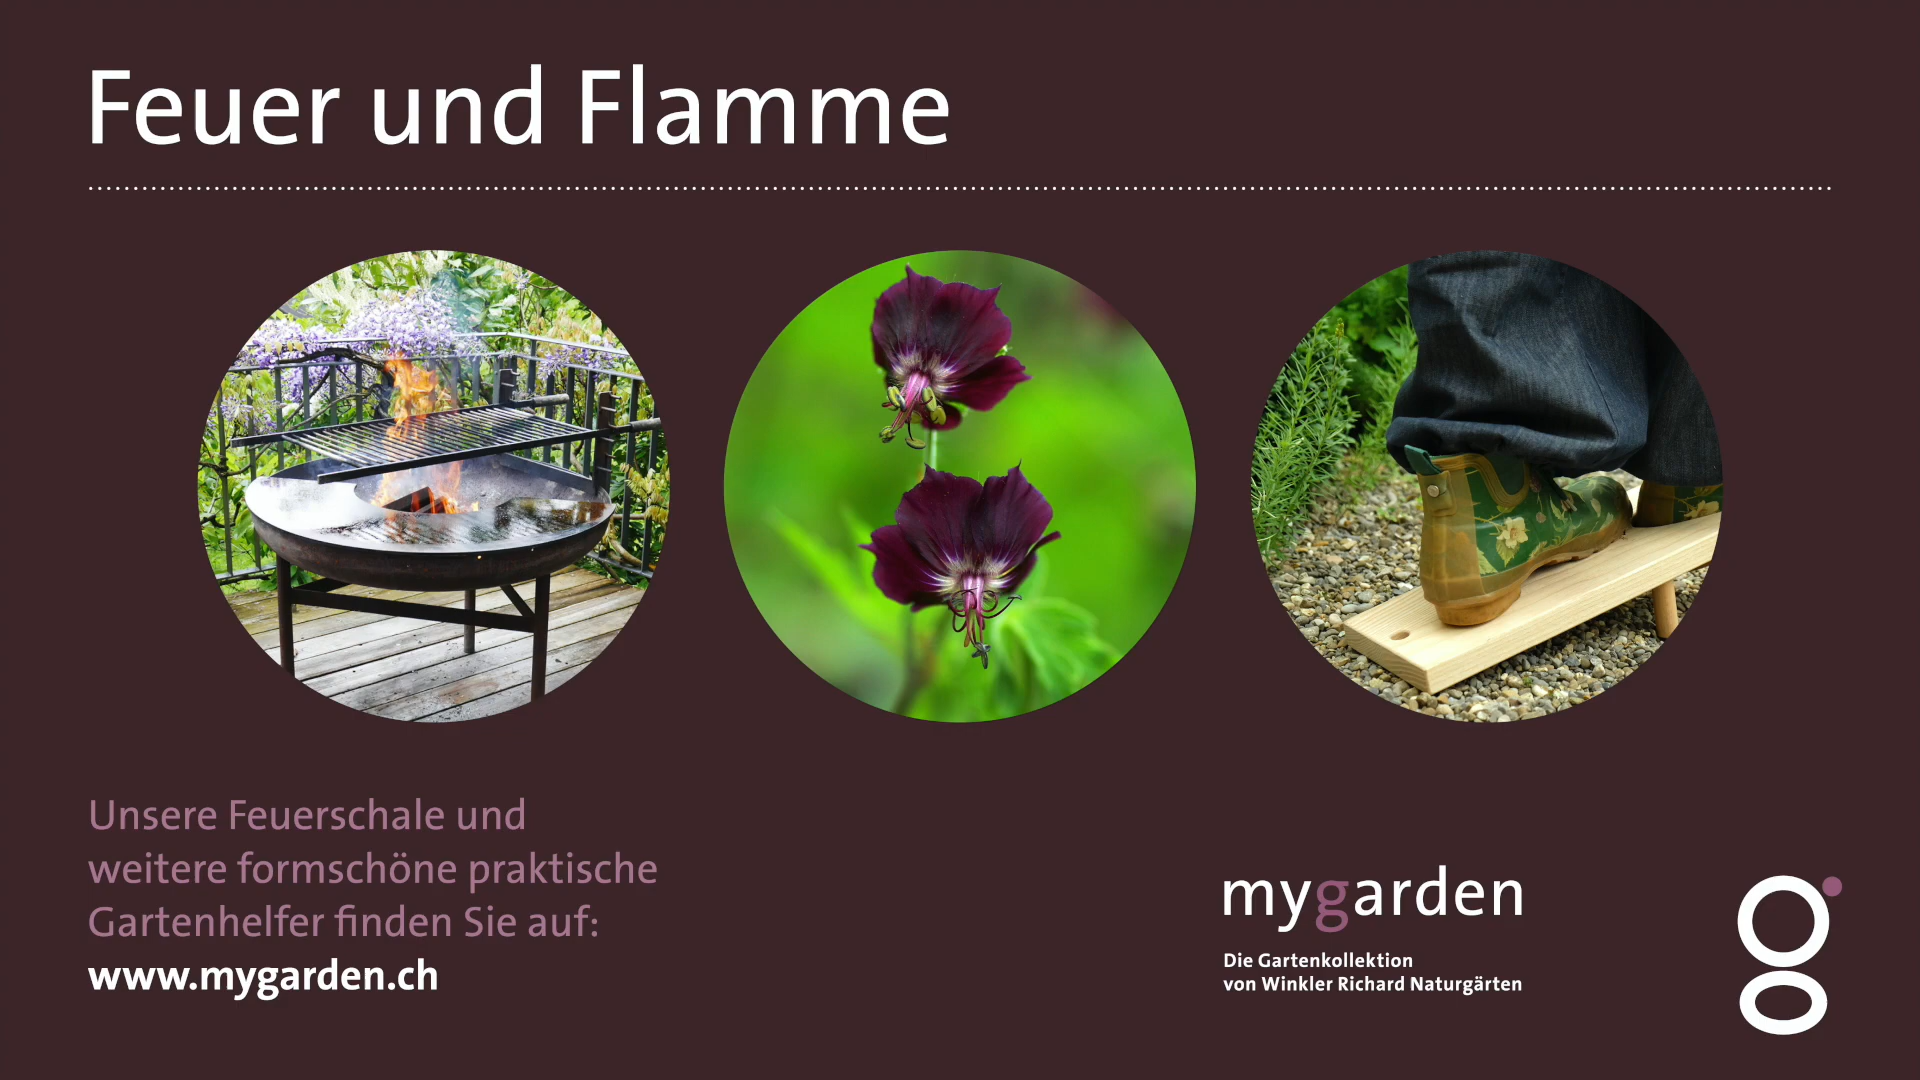 Feuer und Flamme
Unsere Feuerschale und
weitere formschöne praktische
Gartenhelfer finden Sie auf:
www.mygarden.ch
mygarden
Die Gartenkollektion
von Winkler Richard Naturgärten
g